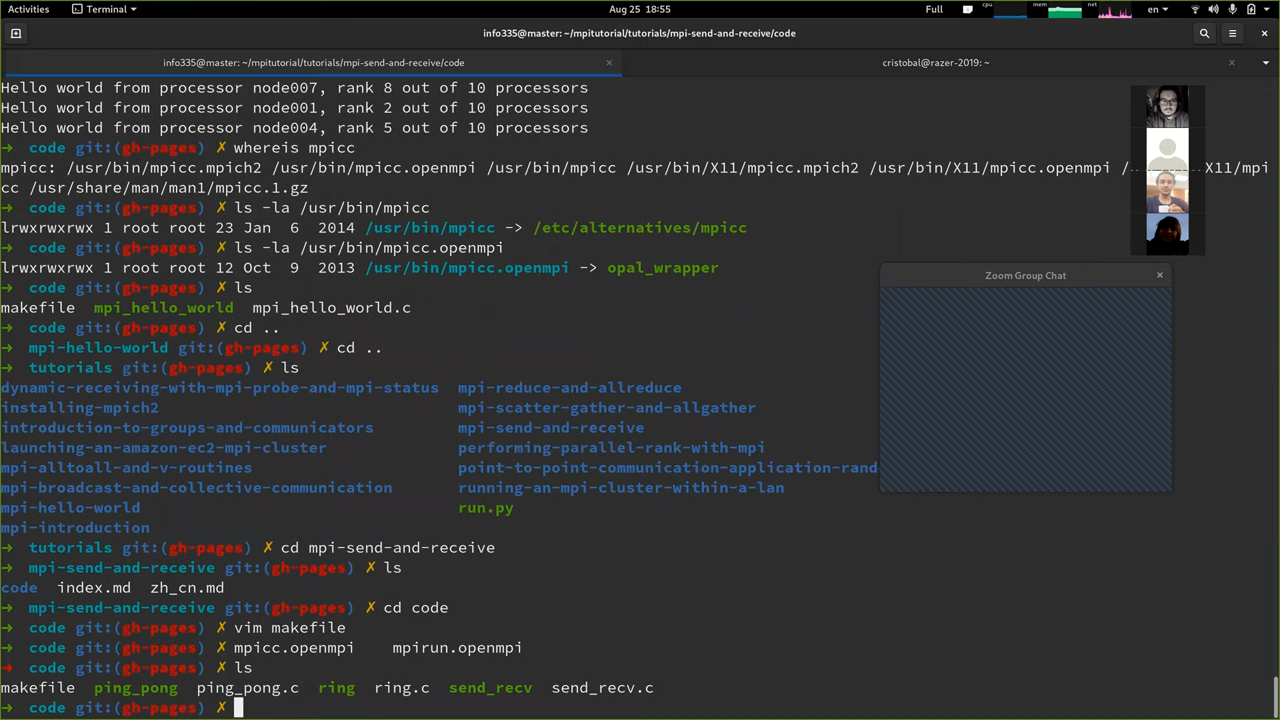 Activities Terminal Aug 25 18:55 Full cpu mem net en
info335@master: ~/mpitutorial/tutorials/mpi-send-and-receive/code
info335@master: ~/mpitutorial/tutorials/mpi-send-and-receive/code × cristobal@razer-2019: ~ ×
Hello world from processor node007, rank 8 out of 10 processors
Hello world from processor node001, rank 2 out of 10 processors
Hello world from processor node004, rank 5 out of 10 processors
→ code git:(gh-pages) ✗ whereis mpicc
mpicc: /usr/bin/mpicc.mpich2 /usr/bin/mpicc.openmpi /usr/bin/mpicc /usr/bin/X11/mpicc.mpich2 /usr/bin/X11/mpicc.openmpi / X11/mpi
cc /usr/share/man/man1/mpicc.1.gz
→ code git:(gh-pages) ✗ ls -la /usr/bin/mpicc
lrwxrwxrwx 1 root root 23 Jan 6 2014 /usr/bin/mpicc -> /etc/alternatives/mpicc
→ code git:(gh-pages) ✗ ls -la /usr/bin/mpicc.openmpi
lrwxrwxrwx 1 root root 12 Oct 9 2013 /usr/bin/mpicc.openmpi -> opal_wrapper
→ code git:(gh-pages) ✗ ls
makefile mpi_hello_world mpi_hello_world.c
→ code git:(gh-pages) ✗ cd ..
→ mpi-hello-world git:(gh-pages) ✗ cd ..
→ tutorials git:(gh-pages) ✗ ls
dynamic-receiving-with-mpi-probe-and-mpi-status mpi-reduce-and-allreduce
installing-mpich2 mpi-scatter-gather-and-allgather
introduction-to-groups-and-communicators mpi-send-and-receive
launching-an-amazon-ec2-mpi-cluster performing-parallel-rank-with-mpi
mpi-alltoall-and-v-routines point-to-point-communication-application-rand
mpi-broadcast-and-collective-communication running-an-mpi-cluster-within-a-lan
mpi-hello-world run.py
mpi-introduction
→ tutorials git:(gh-pages) ✗ cd mpi-send-and-receive
→ mpi-send-and-receive git:(gh-pages) ✗ ls
code index.md zh_cn.md
→ mpi-send-and-receive git:(gh-pages) ✗ cd code
→ code git:(gh-pages) ✗ vim makefile
→ code git:(gh-pages) ✗ mpicc.openmpi mpirun.openmpi
→ code git:(gh-pages) ✗ ls
makefile ping_pong ping_pong.c ring ring.c send_recv send_recv.c
→ code git:(gh-pages) ✗
Zoom Group Chat ×